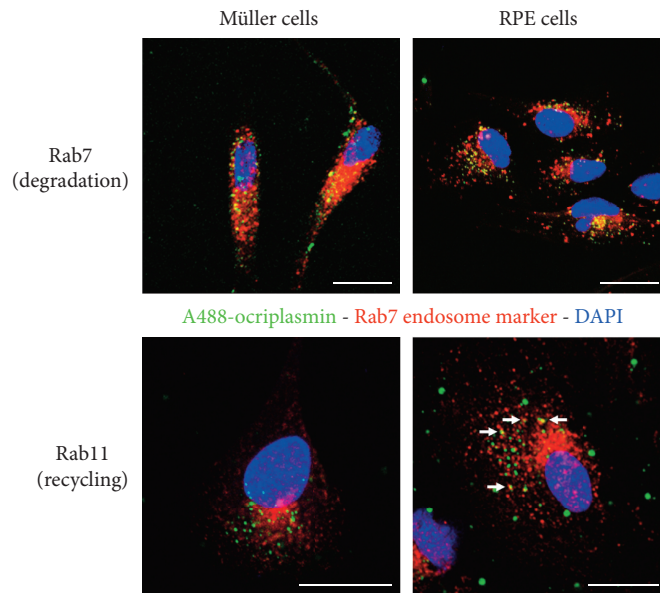 Müller cells
RPE cells
Rab7
(degradation)
A488-ocriplasmin - Rab7 endosome marker - DAPI
Rab11
(recycling)